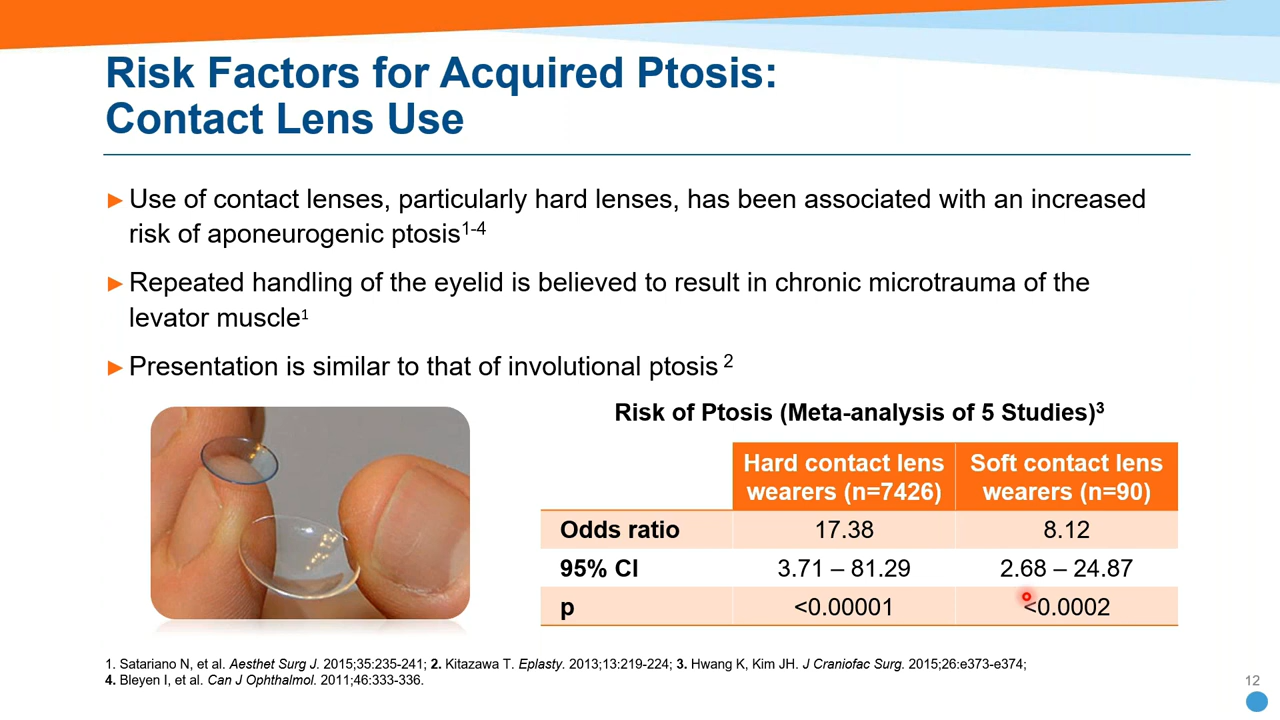 Risk Factors for Acquired Ptosis:
Contact Lens Use
►Use of contact lenses, particularly hard lenses, has been associated with an increased
risk of aponeurogenic ptosis1-4
►Repeated handling of the eyelid is believed to result in chronic microtrauma of the
levator muscle1
►Presentation is similar to that of involutional ptosis 2
Risk of Ptosis (Meta-analysis of 5 Studies)3
Hard contact lens wearers (n=7426) Soft contact lens wearers (n=90)
Odds ratio 17.38 8.12
95% CI 3.71 – 81.29 2.68 – 24.87
p <0.00001 <0.0002
1. Satariano N, et al. Aesthet Surg J. 2015;35:235-241; 2. Kitazawa T. Eplasty. 2013;13:219-224; 3. Hwang K, Kim JH. J Craniofac Surg. 2015;26:e373-e374;
4. Bleyen I, et al. Can J Ophthalmol. 2011;46:333-336.
12